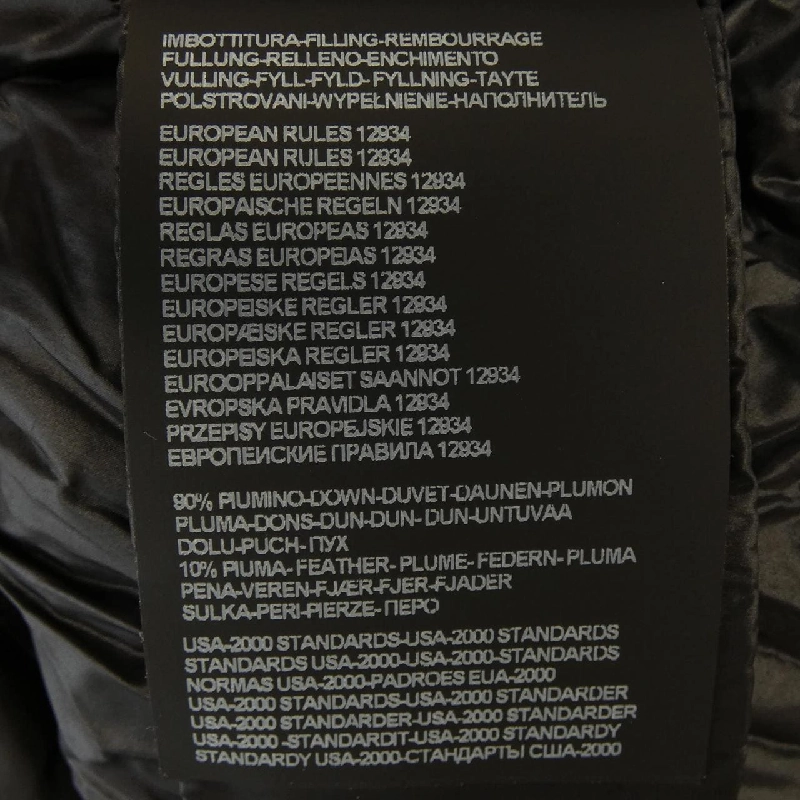 IMBOTTITURA-FILLING-REMBOURRAGE
FULLUNG-RELLENO-ENCHIMENTO
VULLING-FYLL-FYLD- FYLLNING-TAYTE
POLSTROVANI-WYPEŁNIENIE-НАПОЛНИТЕЛЬ
EUROPEAN RULES 12934
EUROPEAN RULES 12934
REGLES EUROPEENNES 12934
EUROPAISCHE REGELN 12934
REGLAS EUROPEAS 12934
REGRAS EUROPEIAS 12934
EUROPESE REGELS 12934
EUROPEISKE REGLER 12934
EUROPÆISKE REGLER 12934
EUROPEISKA REGLER 12934
EUROOPPALAISET SAANNOT 12934
EVROPSKA PRAVIDLA 12934
PRZEPISY EUROPEJSKIE 12934
ЕВРОПЕИСКИЕ ПРАВИЛА 12934
90% PIUMINO-DOWN-DUVET-DAUNEN-PLUMON
PLUMA-DONS-DUN-DUN- DUN-UNTUVAA
DOLU-PUCH- ПУХ
10% PIUMA- FEATHER- PLUME- FEDERN- PLUMA
PENA-VEREN-FJÆR-FJER-FJADER
SULKA-PERI-PIERZE- ПЕРО
USA-2000 STANDARDS-USA-2000 STANDARDS
STANDARDS USA-2000-USA-2000-STANDARDS
NORMAS USA-2000-PADROES EUA-2000
USA-2000 STANDARDS-USA-2000 STANDARDER
USA-2000 STANDARDER-USA-2000 STANDARDER
USA-2000 -STANDARDIT-USA-2000 STANDARDY
STANDARDY USA-2000-СТАНДАРТЫ США-2000